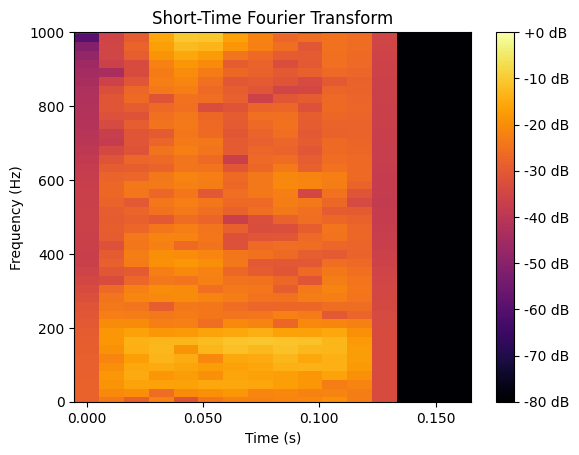 Short-Time Fourier Transform
1000
800
600
400
200
0
Frequency (Hz)
0.000
0.050
0.100
0.150
Time (s)
+0 dB
-10 dB
-20 dB
-30 dB
-40 dB
-50 dB
-60 dB
-70 dB
-80 dB